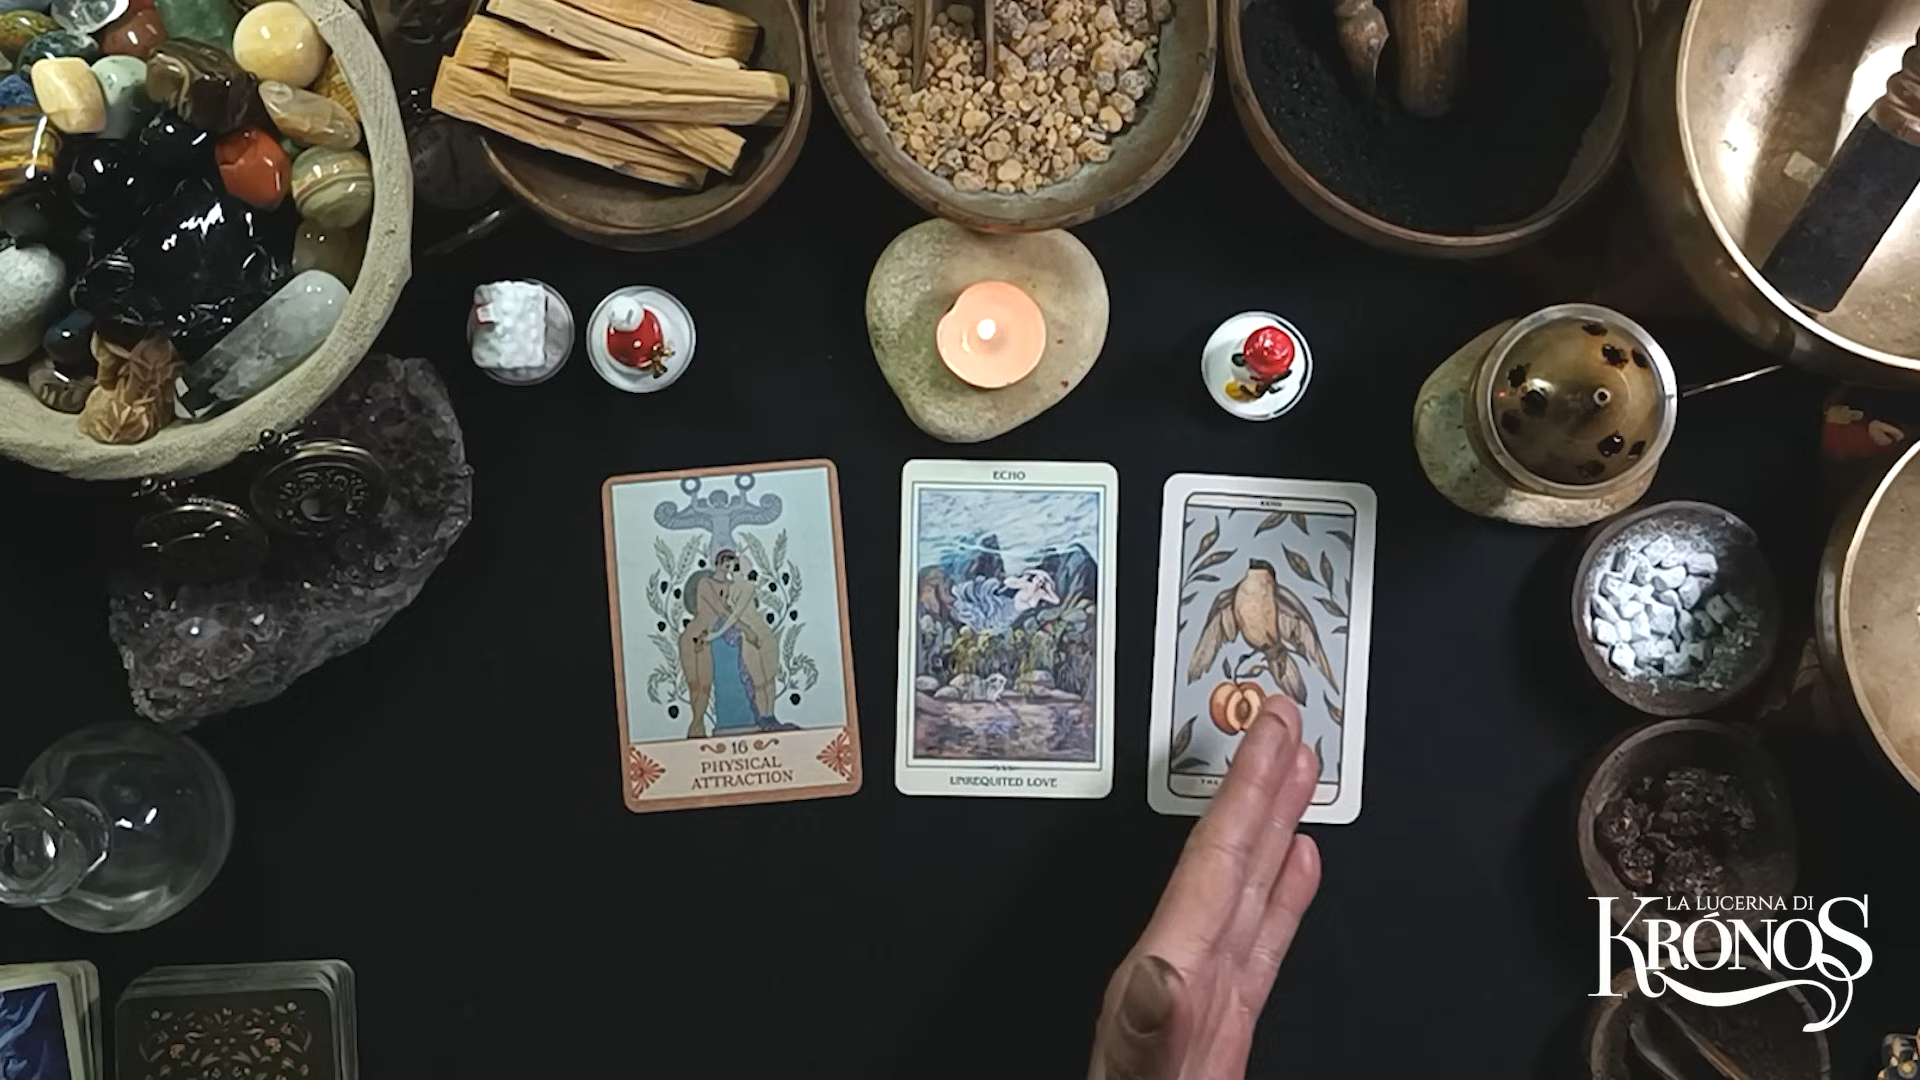 ECHO
16
PHYSICAL
ATTRACTION
UNREQUITED LOVE
LA LUCERNA DI
KRÓNOS